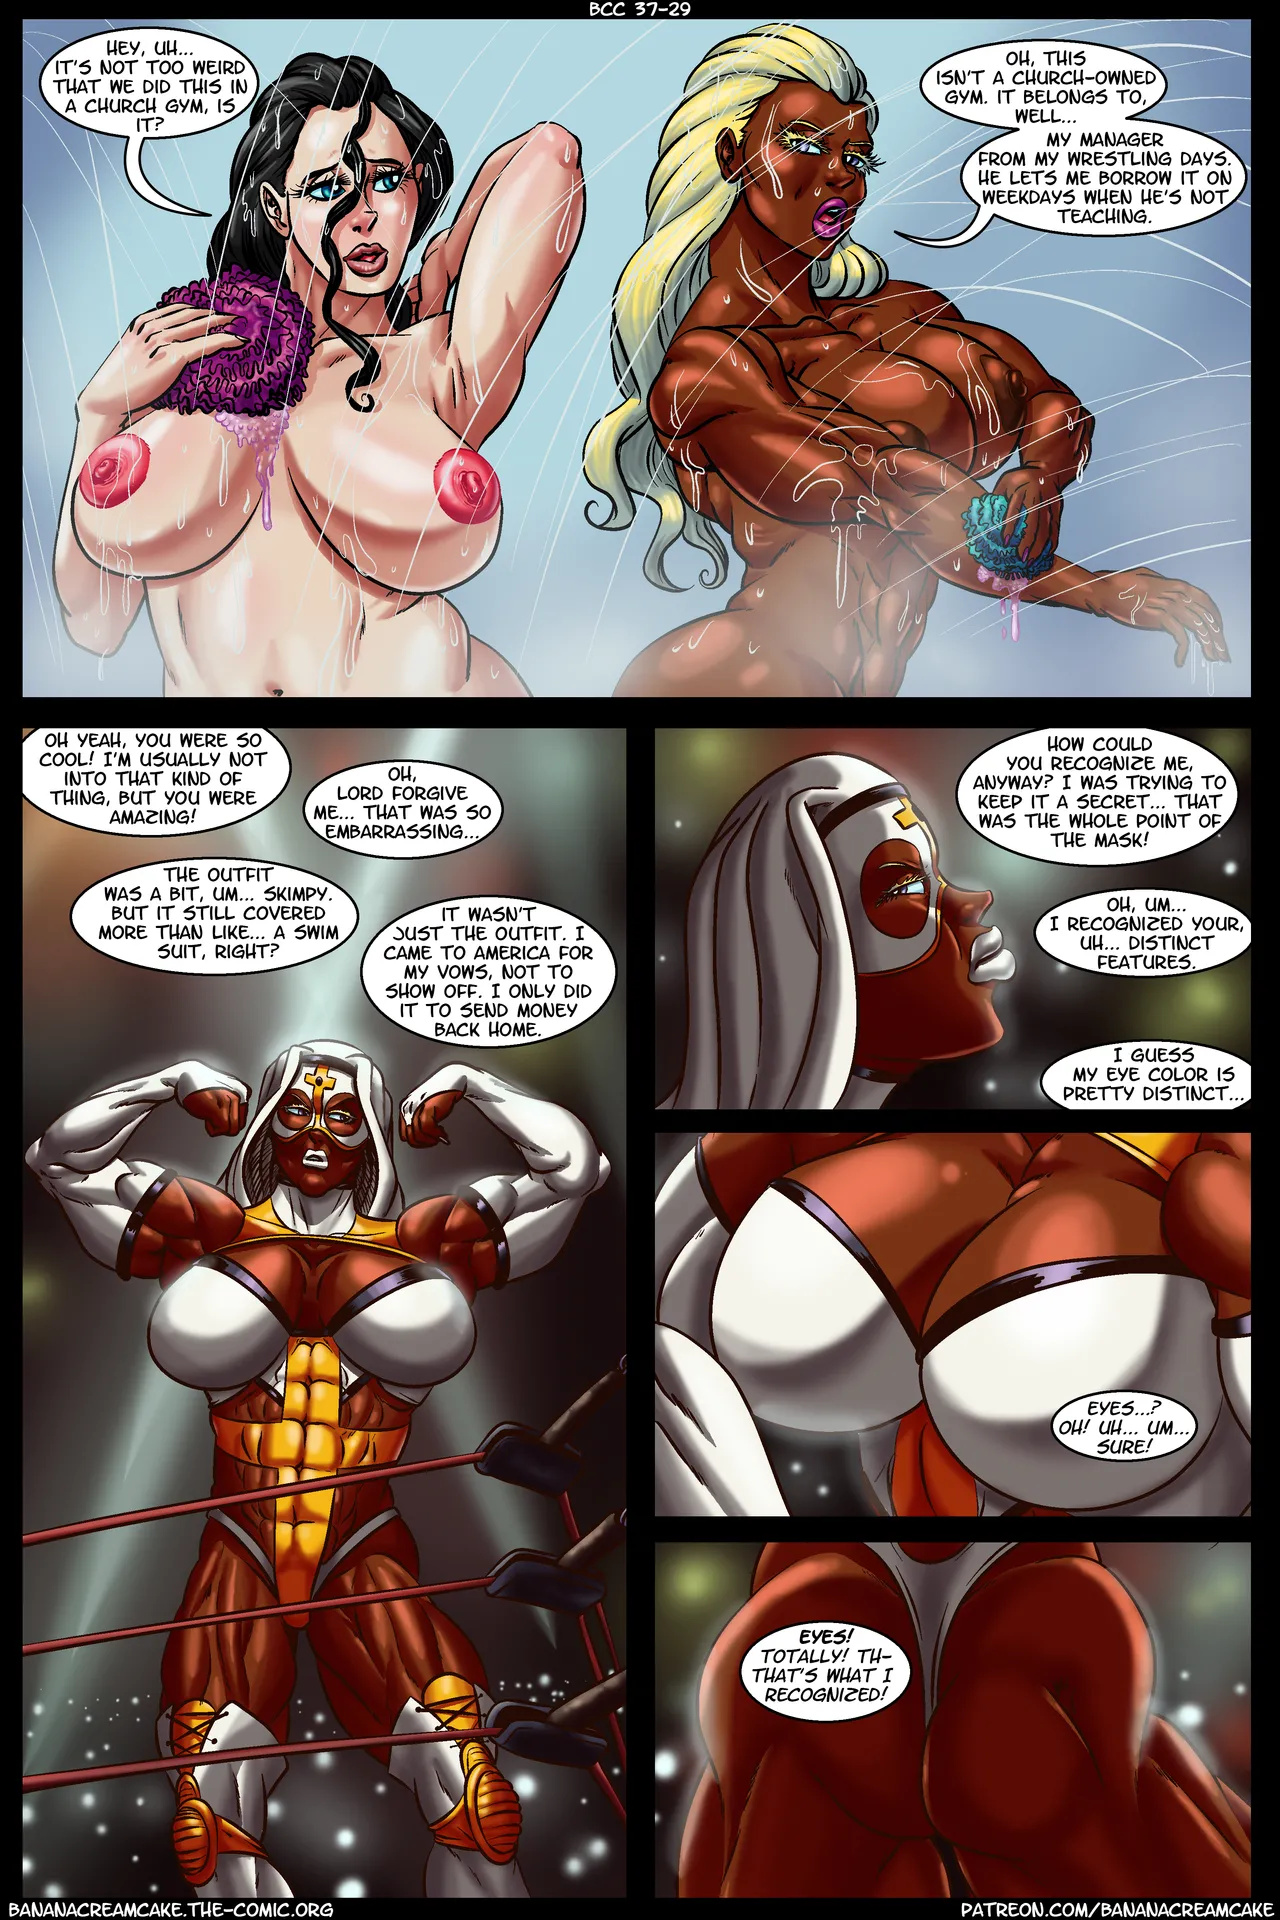 BCC 37-29
HEY, UH...
IT'S NOT TOO WEIRD
THAT WE DID THIS IN
A CHURCH GYM, IS
IT?
OH, THIS
ISN'T A CHURCH-OWNED
GYM. IT BELONGS TO,
WELL...
MY MANAGER
FROM MY WRESTLING DAYS.
HE LETS ME BORROW IT ON
WEEKDAYS WHEN HE'S NOT
TEACHING.
OH YEAH, YOU WERE SO
COOL! I'M USUALLY NOT
INTO THAT KIND OF
THING, BUT YOU WERE
AMAZING!
OH,
LORD FORGIVE
ME... THAT WAS SO
EMBARRASSING...
THE OUTFIT
WAS A BIT, UM... SKIMPY.
BUT IT STILL COVERED
MORE THAN LIKE... A SWIM
SUIT, RIGHT?
IT WASN'T
JUST THE OUTFIT. I
CAME TO AMERICA FOR
MY VOWS, NOT TO
SHOW OFF. I ONLY DID
IT TO SEND MONEY
BACK HOME.
HOW COULD
YOU RECOGNIZE ME,
ANYWAY? I WAS TRYING TO
KEEP IT A SECRET... THAT
WAS THE WHOLE POINT OF
THE MASK!
OH, UM...
I RECOGNIZED YOUR,
UH... DISTINCT
FEATURES.
I GUESS
MY EYE COLOR IS
PRETTY DISTINCT...
EYES...?
OH! UH... UM...
SURE!
EYES!
TOTALLY! TH-
THAT'S WHAT I
RECOGNIZED!
BANANACREAMCAKE.THE-COMIC.ORG
PATREON.COM/BANANACREAMCAKE